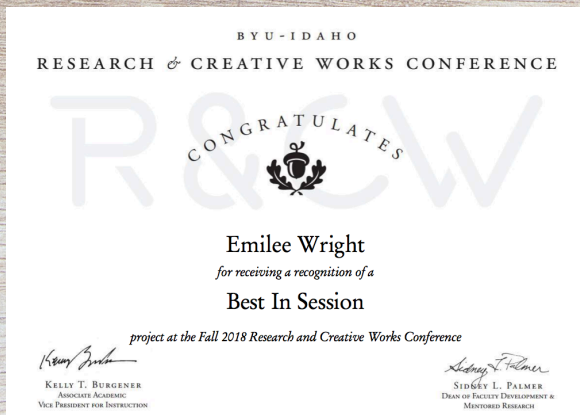 BYU-IDAHO
RESEARCH & CREATIVE WORKS CONFERENCE
R&CW
CONGRATULATES
Emilee Wright
for receiving a recognition of a
Best In Session
project at the Fall 2018 Research and Creative Works Conference
Sidney L Palmer
KELLY T. BURGENER
ASSOCIATE ACADEMIC
VICE PRESIDENT FOR INSTRUCTION
SIDNEY L. PALMER
DEAN OF FACULTY DEVELOPMENT &
MENTORED RESEARCH